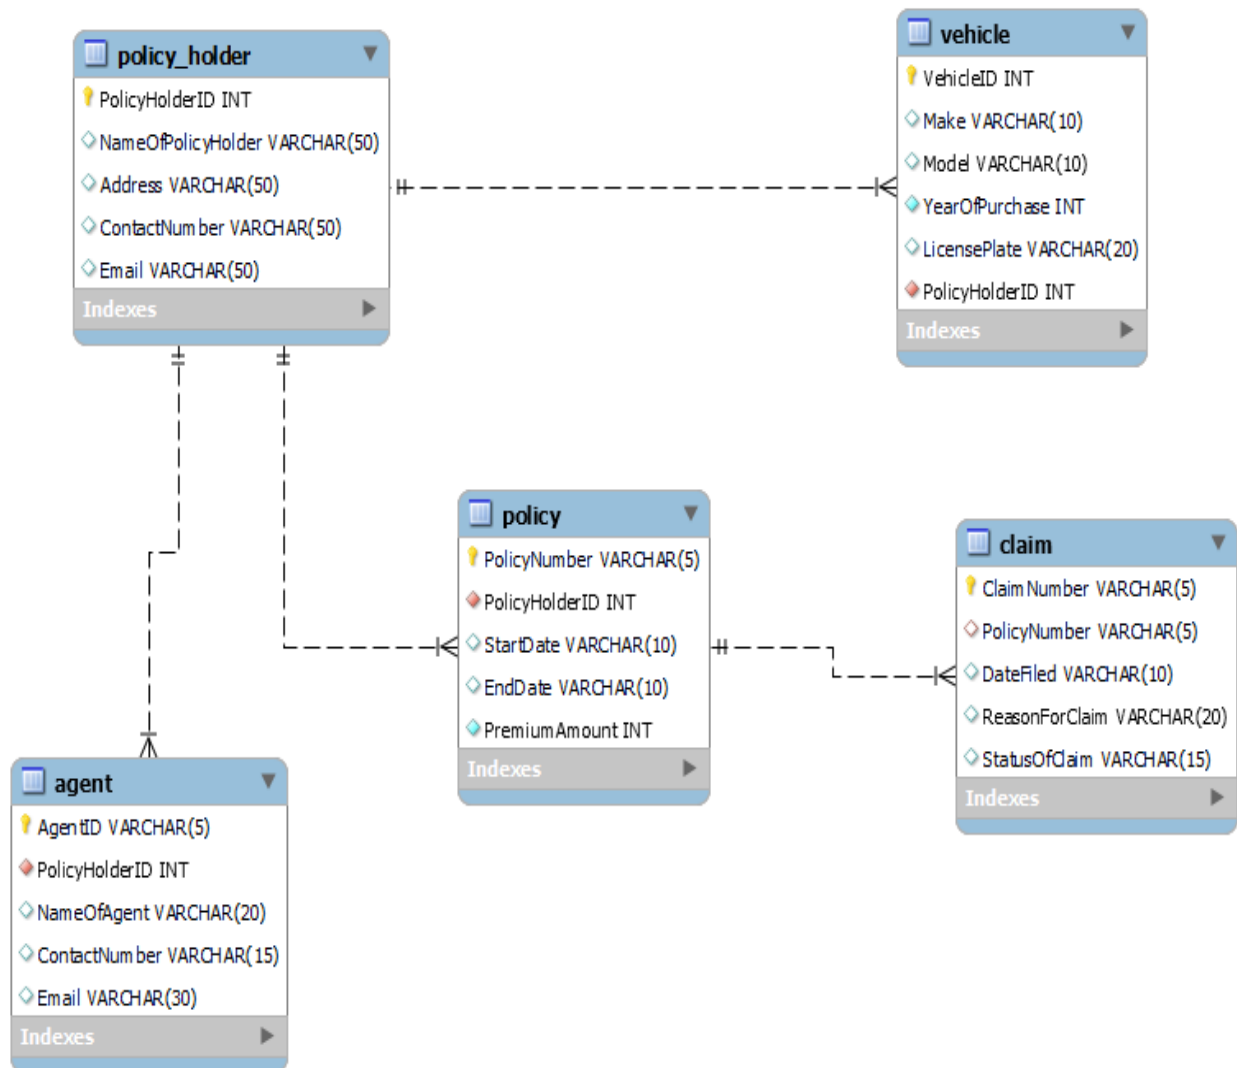 policy_holder
PolicyHolderID INT
NameOfPolicyHolder VARCHAR(50)
Address VARCHAR(50)
ContactNumber VARCHAR(50)
Email VARCHAR(50)
Indexes
vehicle
VehicleID INT
Make VARCHAR(10)
Model VARCHAR(10)
YearOfPurchase INT
LicensePlate VARCHAR(20)
PolicyHolderID INT
Indexes
policy
PolicyNumber VARCHAR(5)
PolicyHolderID INT
StartDate VARCHAR(10)
EndDate VARCHAR(10)
PremiumAmount INT
Indexes
claim
ClaimNumber VARCHAR(5)
PolicyNumber VARCHAR(5)
DateFiled VARCHAR(10)
ReasonForClaim VARCHAR(20)
StatusOfClaim VARCHAR(15)
Indexes
agent
AgentID VARCHAR(5)
PolicyHolderID INT
NameOfAgent VARCHAR(20)
ContactNumber VARCHAR(15)
Email VARCHAR(30)
Indexes